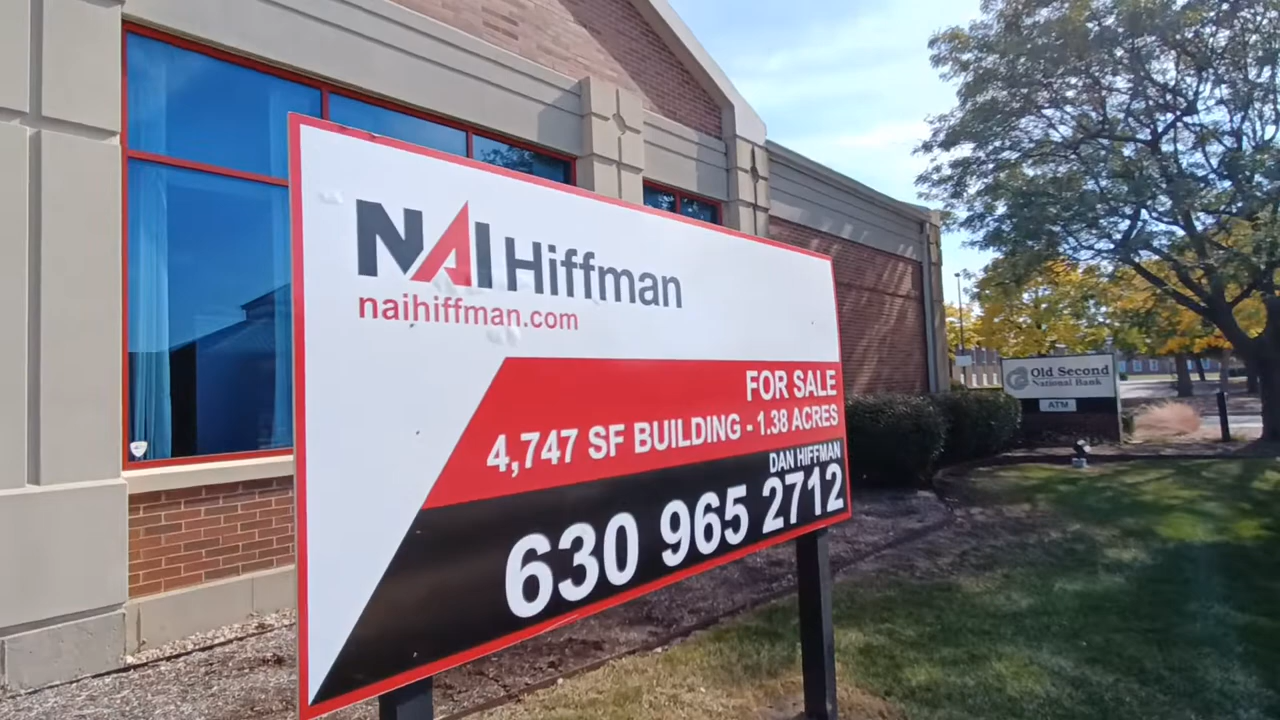 NAI Hiffman
naihiffman.com
FOR SALE
4,747 SF BUILDING - 1.38 ACRES
DAN HIFFMAN
630 965 2712
Old Second
National Bank
ATM